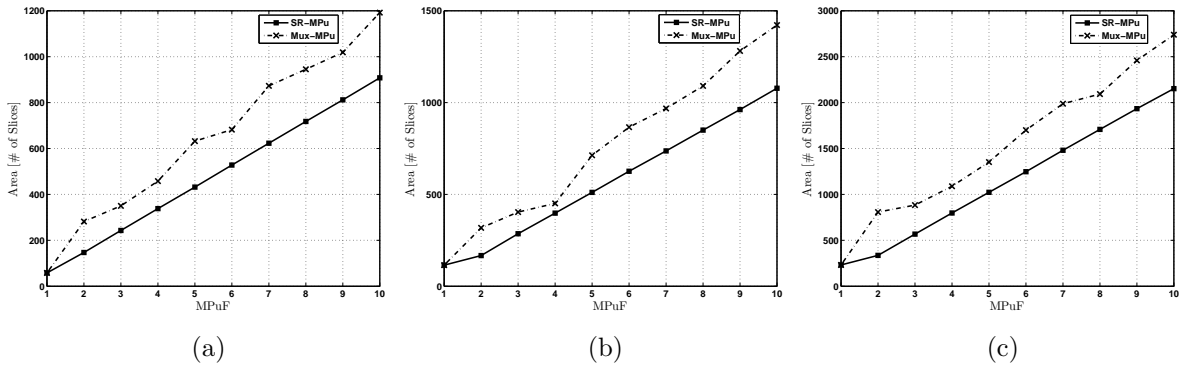 1200
1000
800
600
400
200
0
Area [# of Slices]
SR-MPu
Mux-MPu
1 2 3 4 5 6 7 8 9 10
MPuF
(a)
1500
1000
500
0
Area [# of Slices]
SR-MPu
Mux-MPu
1 2 3 4 5 6 7 8 9 10
MPuF
(b)
3000
2500
2000
1500
1000
500
0
Area [# of Slices]
SR-MPu
Mux-MPu
1 2 3 4 5 6 7 8 9 10
MPuF
(c)